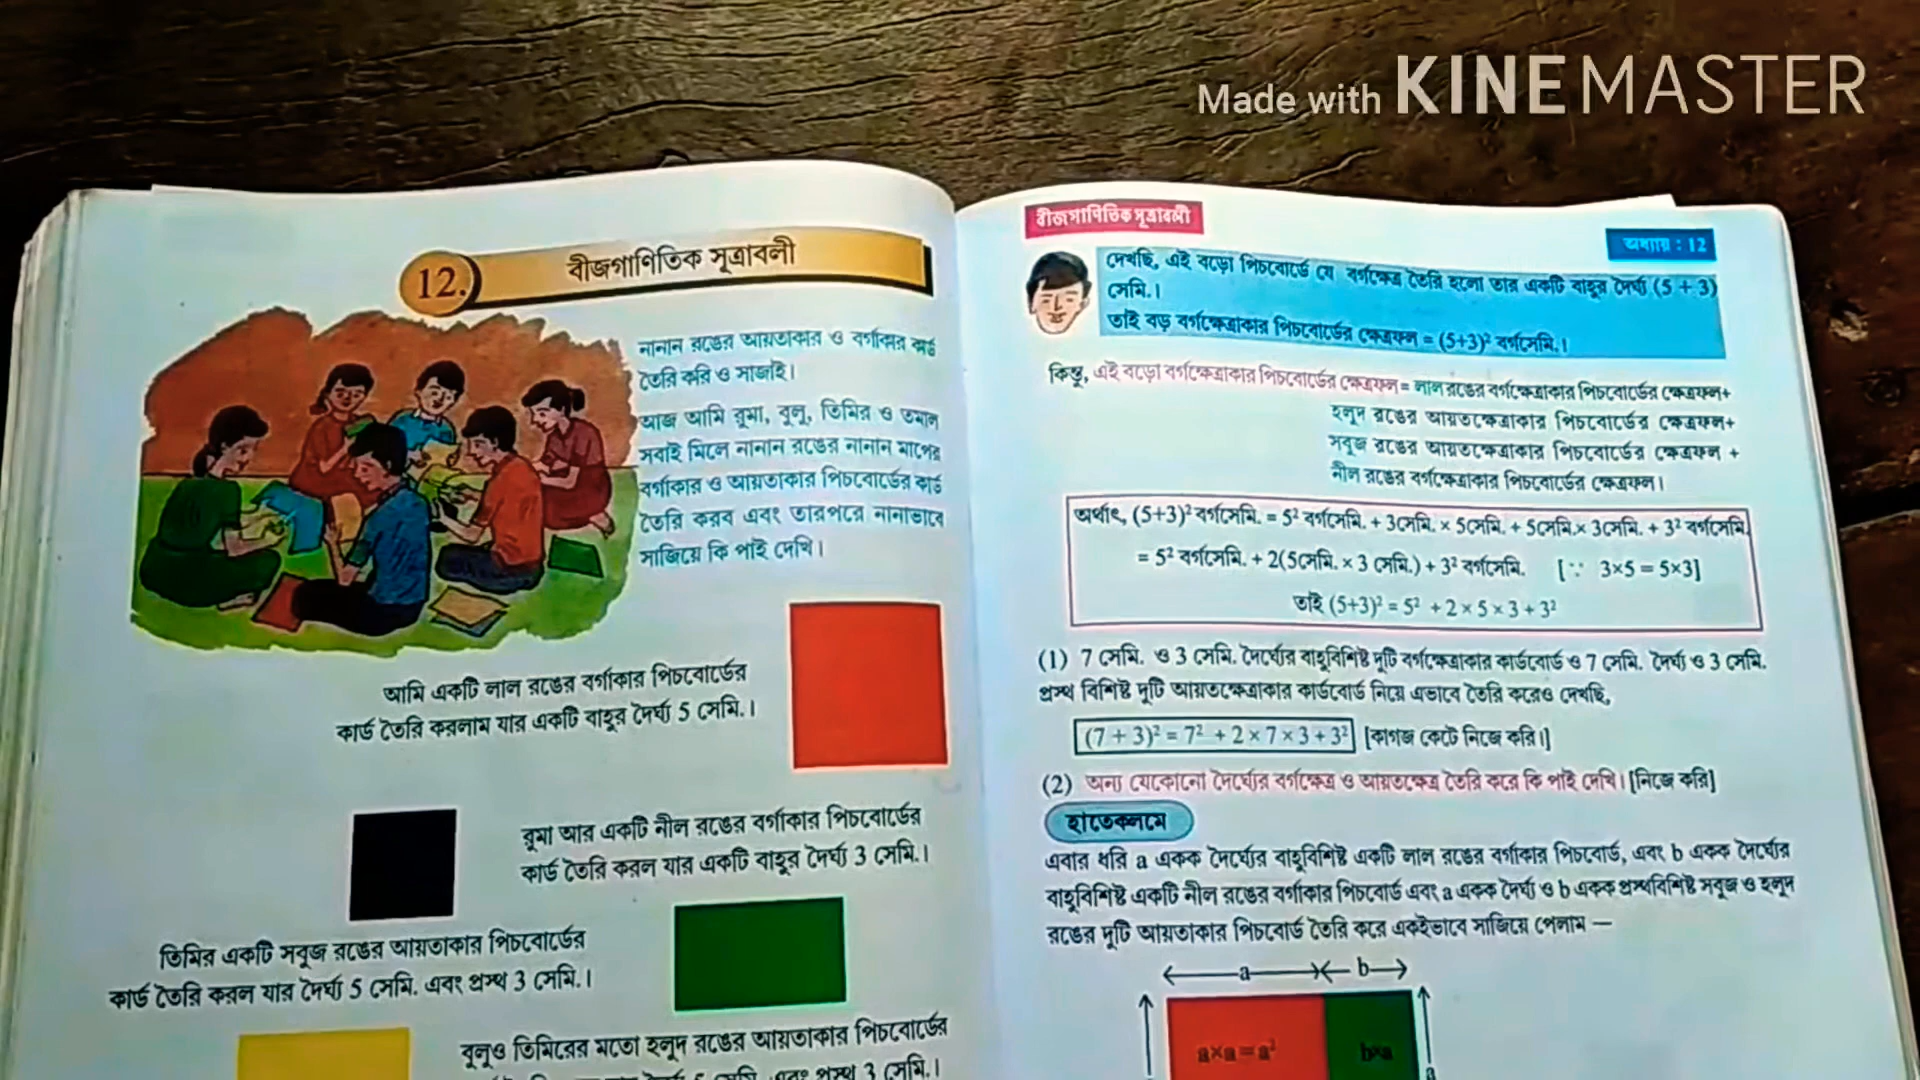 Made with KINEMASTER
12. বীজগাণিতিক সূত্রাবলী
নানান রঙের আয়তাকার ও বর্গাকার কার্ড
তৈরি করি ও সাজাই।
আজ আমি রুমা, বুলু, তিমির ও তমাল
সবাই মিলে নানান রঙের নানান মাপের
বর্গাকার ও আয়তাকার পিচবোর্ডের কার্ড
তৈরি করব এবং তারপরে নানাভাবে
সাজিয়ে কি পাই দেখি।
আমি একটি লাল রঙের বর্গাকার পিচবোর্ডের
কার্ড তৈরি করলাম যার একটি বাহুর দৈর্ঘ্য 5 সেমি.।
রুমা আর একটি নীল রঙের বর্গাকার পিচবোর্ডের
কার্ড তৈরি করল যার একটি বাহুর দৈর্ঘ্য 3 সেমি.।
তিমির একটি সবুজ রঙের আয়তাকার পিচবোর্ডের
কার্ড তৈরি করল যার দৈর্ঘ্য 5 সেমি. এবং প্রস্থ 3 সেমি.।
বুলুও তিমিরের মতো হলুদ রঙের আয়তাকার পিচবোর্ডের
দৈর্ঘ্য 5 সেমি. এবং প্রস্থ 3 সেমি.।
বীজগাণিতিক সূত্রাবলী
অধ্যায় : 12
দেখছি, এই বড়ো পিচবোর্ডে যে বর্গক্ষেত্র তৈরি হলো তার একটি বাহুর দৈর্ঘ্য (5 + 3)
সেমি.।
তাই বড় বর্গক্ষেত্রাকার পিচবোর্ডের ক্ষেত্রফল = (5+3)² বর্গসেমি.।
কিন্তু, এই বড়ো বর্গক্ষেত্রাকার পিচবোর্ডের ক্ষেত্রফল= লাল রঙের বর্গক্ষেত্রাকার পিচবোর্ডের ক্ষেত্রফল+
হলুদ রঙের আয়তক্ষেত্রাকার পিচবোর্ডের ক্ষেত্রফল+
সবুজ রঙের আয়তক্ষেত্রাকার পিচবোর্ডের ক্ষেত্রফল +
নীল রঙের বর্গক্ষেত্রাকার পিচবোর্ডের ক্ষেত্রফল।
অর্থাৎ, (5+3)² বর্গসেমি. = 5² বর্গসেমি. + 3সেমি. × 5সেমি. + 5সেমি.× 3সেমি. + 3² বর্গসেমি.
= 5² বর্গসেমি. + 2(5সেমি. × 3 সেমি.) + 3² বর্গসেমি. [∵ 3×5 = 5×3]
তাই (5+3)² = 5² + 2 × 5 × 3 + 3²
(1) 7 সেমি. ও 3 সেমি. দৈর্ঘ্যের বাহুবিশিষ্ট দুটি বর্গক্ষেত্রাকার কার্ডবোর্ড ও 7 সেমি. দৈর্ঘ্য ও 3 সেমি.
প্রস্থ বিশিষ্ট দুটি আয়তক্ষেত্রাকার কার্ডবোর্ড নিয়ে এভাবে তৈরি করেও দেখছি,
(7 + 3)² = 7² + 2 × 7 × 3 + 3² [কাগজ কেটে নিজে করি।]
(2) অন্য যেকোনো দৈর্ঘ্যের বর্গক্ষেত্র ও আয়তক্ষেত্র তৈরি করে কি পাই দেখি। [নিজে করি]
হাতেকলমে
এবার ধরি a একক দৈর্ঘ্যের বাহুবিশিষ্ট একটি লাল রঙের বর্গাকার পিচবোর্ড, এবং b একক দৈর্ঘ্যের
বাহুবিশিষ্ট একটি নীল রঙের বর্গাকার পিচবোর্ড এবং a একক দৈর্ঘ্য ও b একক প্রস্থবিশিষ্ট সবুজ ও হলুদ
রঙের দুটি আয়তাকার পিচবোর্ড তৈরি করে একইভাবে সাজিয়ে পেলাম —
a b
a×a = a² b×a a